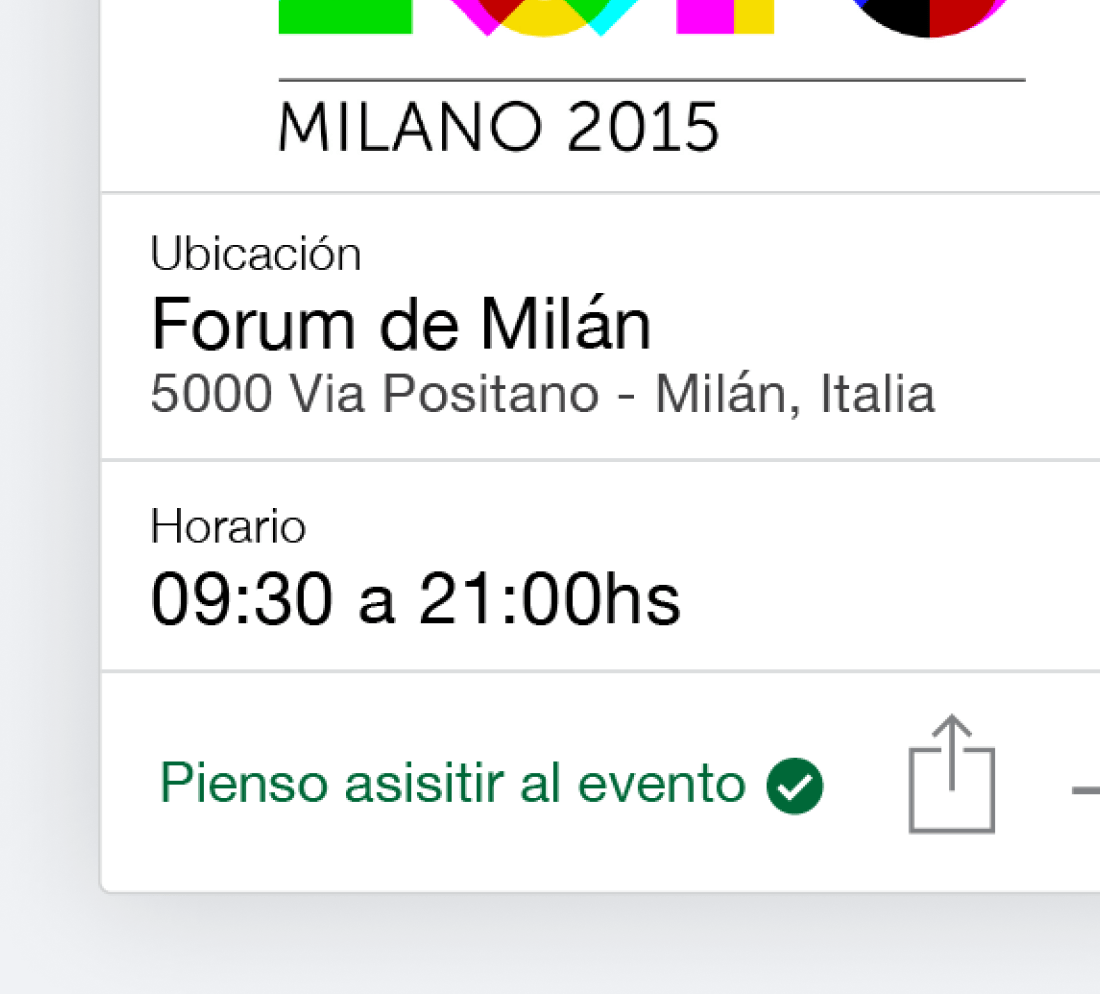 MILANO 2015
Ubicación
Forum de Milán
5000 Via Positano - Milán, Italia
Horario
09:30 a 21:00hs
Pienso asisitir al evento